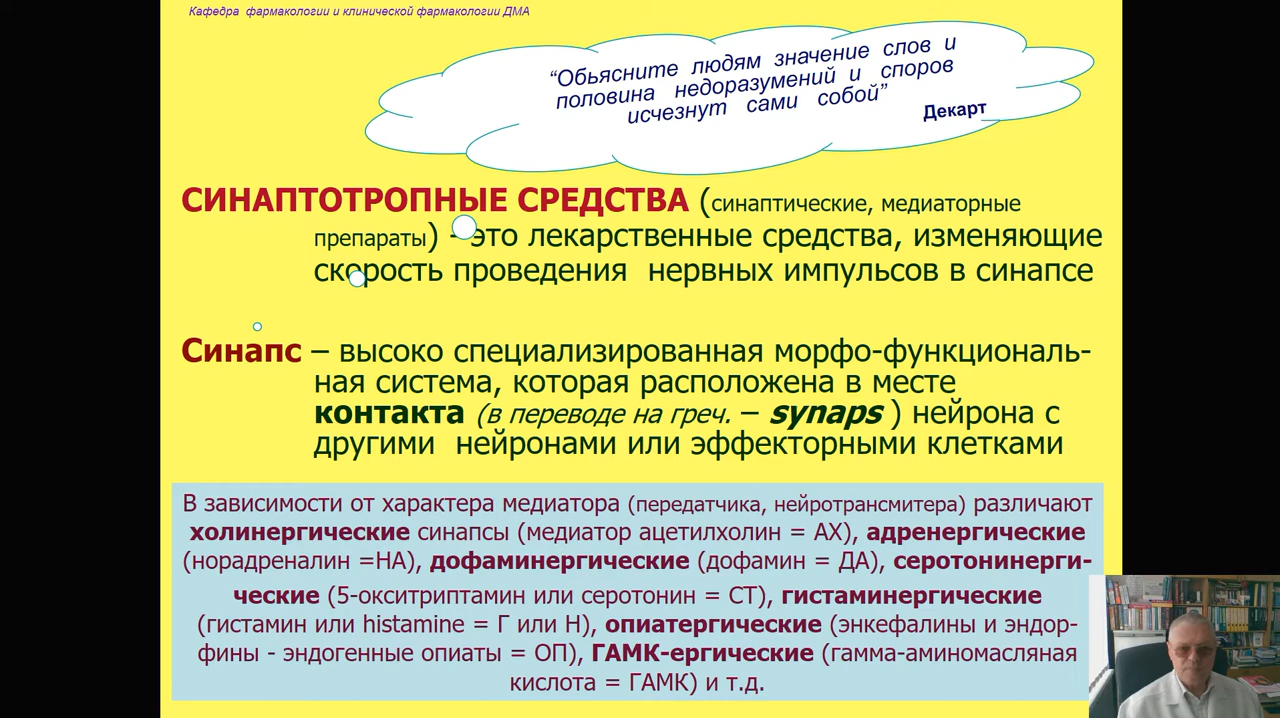 Кафедра фармакологии и клинической фармакологии ДМА
“Обьясните людям значение слов и
половина недоразумений и споров
исчезнут сами собой”
Декарт
СИНАПТОТРОПНЫЕ СРЕДСТВА (синаптические, медиаторные
препараты) - это лекарственные средства, изменяющие
скорость проведения нервных импульсов в синапсе
Синапс – высоко специализированная морфо-функциональ-
ная система, которая расположена в месте
контакта (в переводе на греч. – synaps ) нейрона с
другими нейронами или эффекторными клетками
В зависимости от характера медиатора (передатчика, нейротрансмитера) различают
холинергические синапсы (медиатор ацетилхолин = АХ), адренергические
(норадреналин =НА), дофаминергические (дофамин = ДА), серотонинерги-
ческие (5-окситриптамин или серотонин = СТ), гистаминергические
(гистамин или histamine = Г или H), опиатергические (энкефалины и эндор-
фины - эндогенные опиаты = ОП), ГАМК-ергические (гамма-аминомасляная
кислота = ГАМК) и т.д.